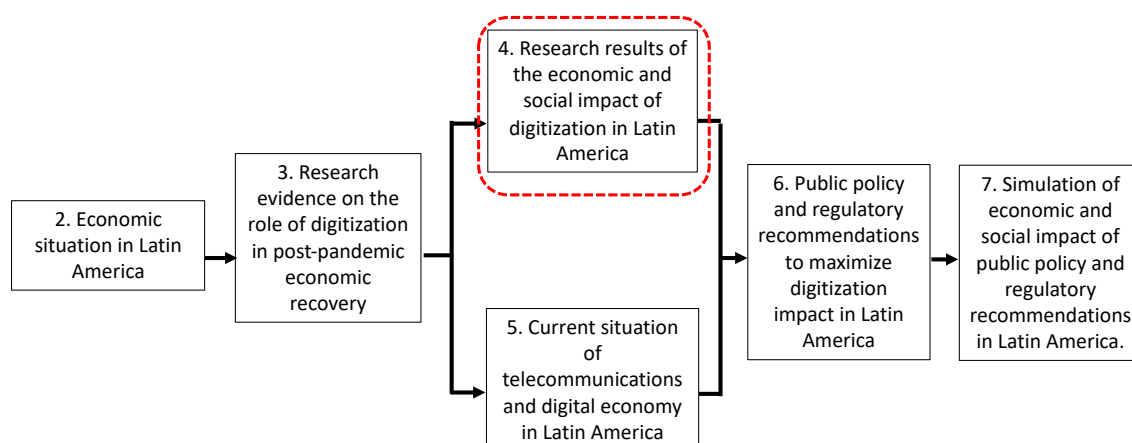 2. Economic
situation in Latin
America
3. Research
evidence on the
role of digitization
in post-pandemic
economic
recovery
4. Research results of
the economic and
social impact of
digitization in Latin
America
5. Current situation
of
telecommunications
and digital economy
in Latin America
6. Public policy
and regulatory
recommendations
to maximize
digitization
impact in Latin
America
7. Simulation of
economic and
social impact of
public policy and
regulatory
recommendations
in Latin America.